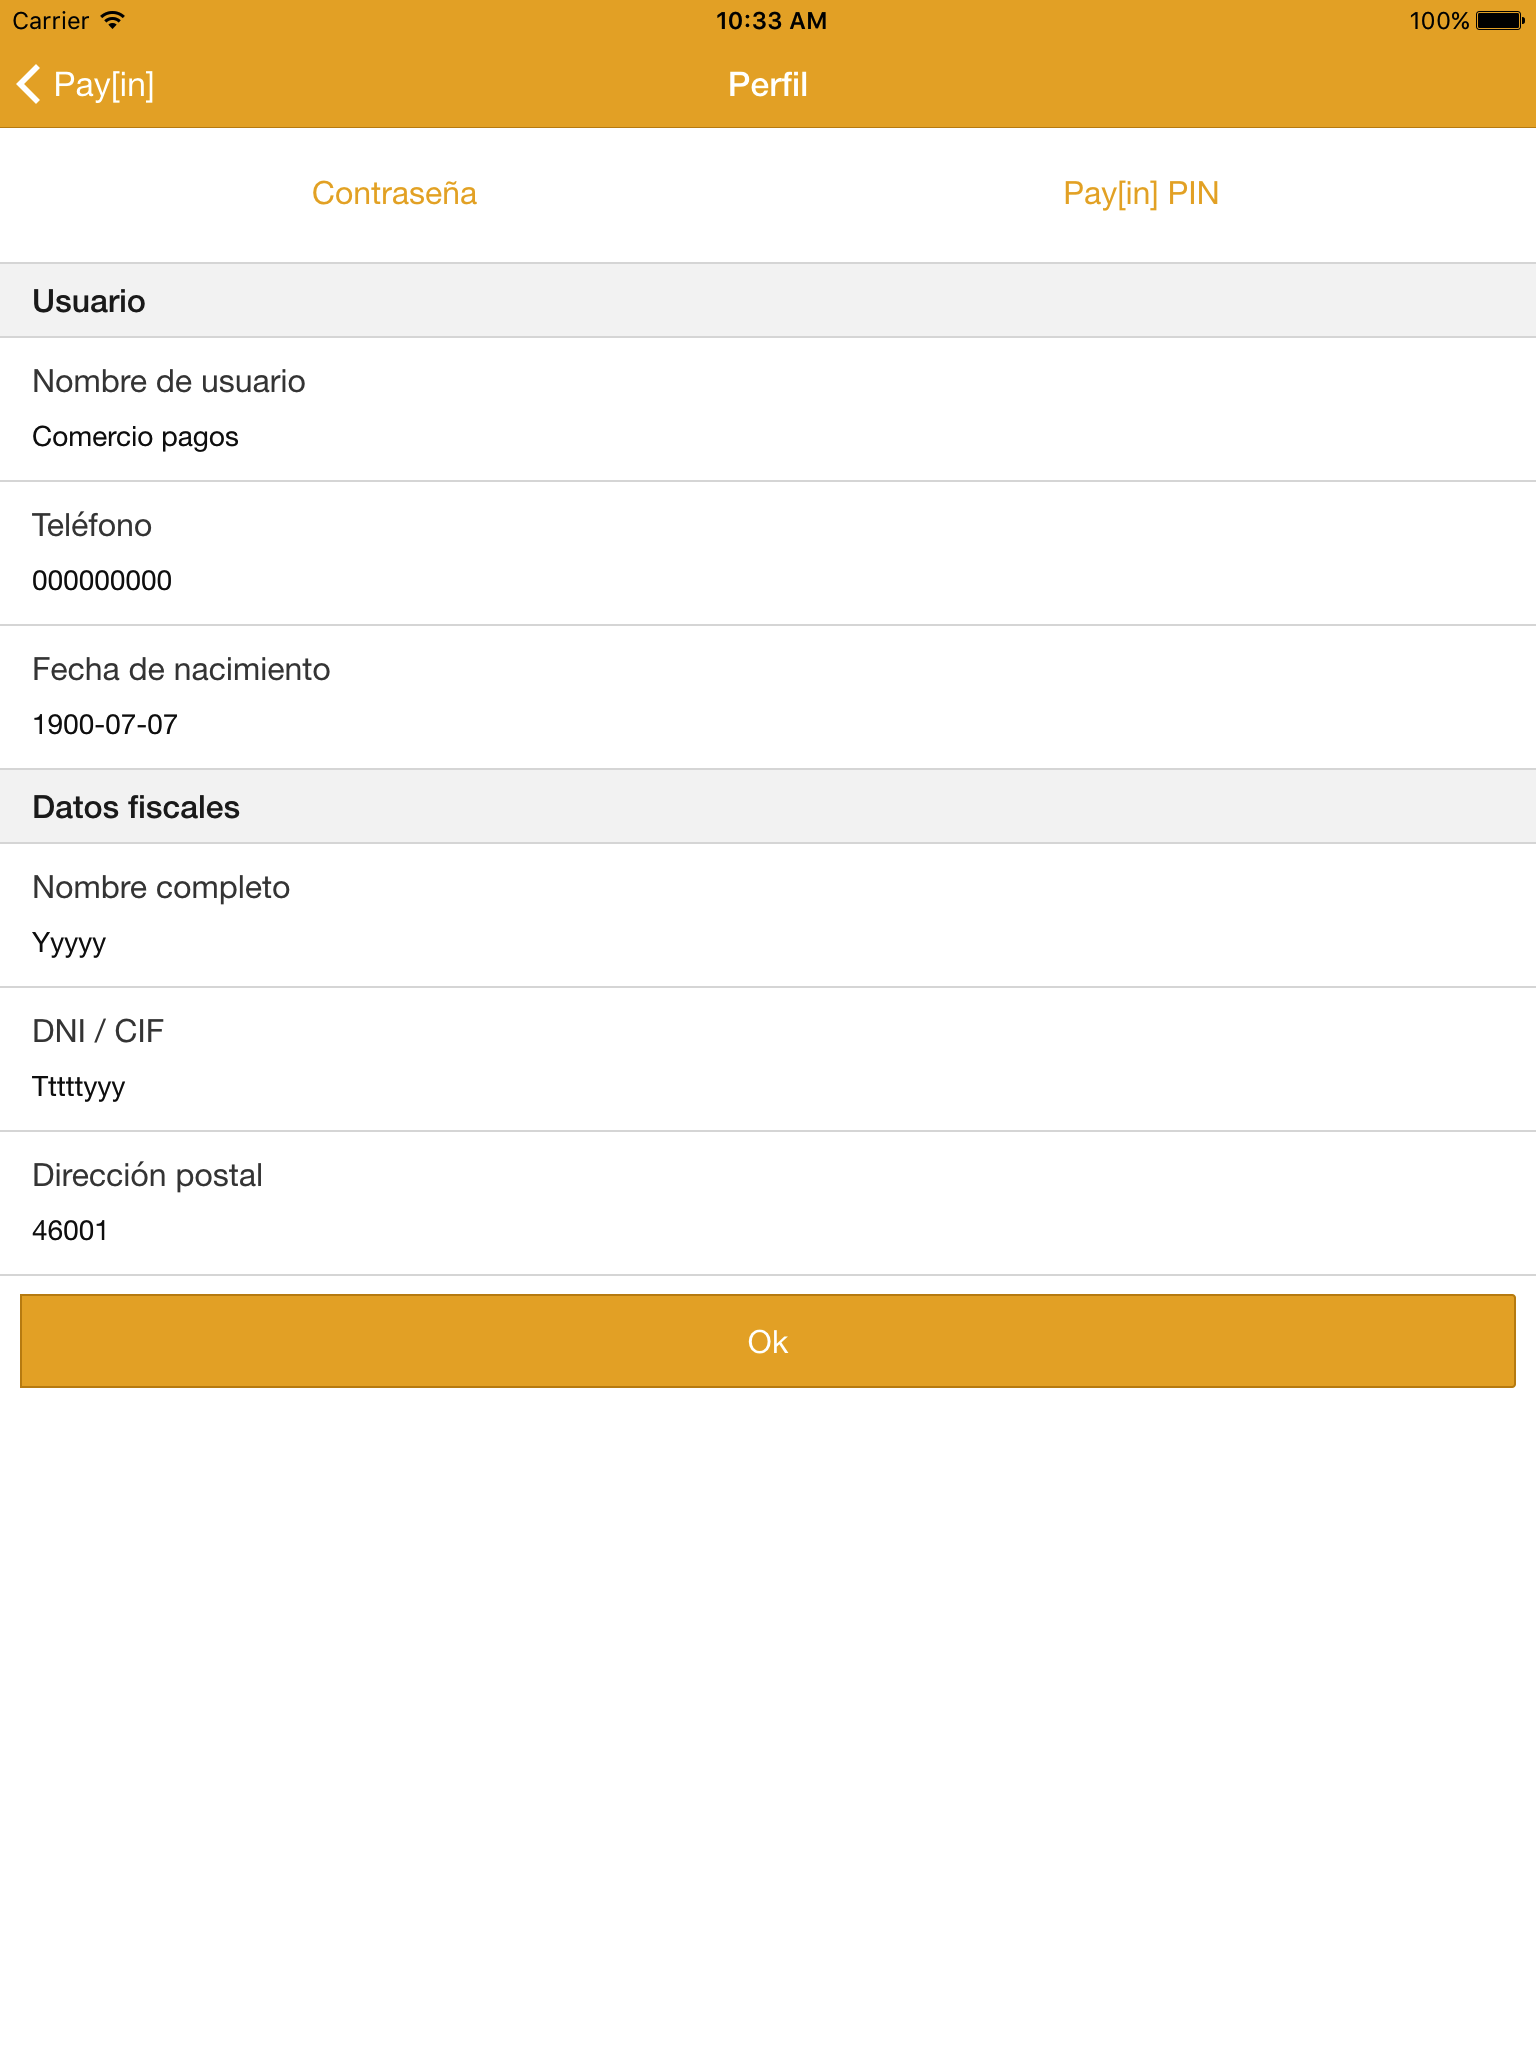 Carrier 10:33 AM 100%
Pay[in] Perfil
Contraseña Pay[in] PIN
Usuario
Nombre de usuario
Comercio pagos
Teléfono
000000000
Fecha de nacimiento
1900-07-07
Datos fiscales
Nombre completo
Yyyyy
DNI / CIF
Tttttyyy
Dirección postal
46001
Ok